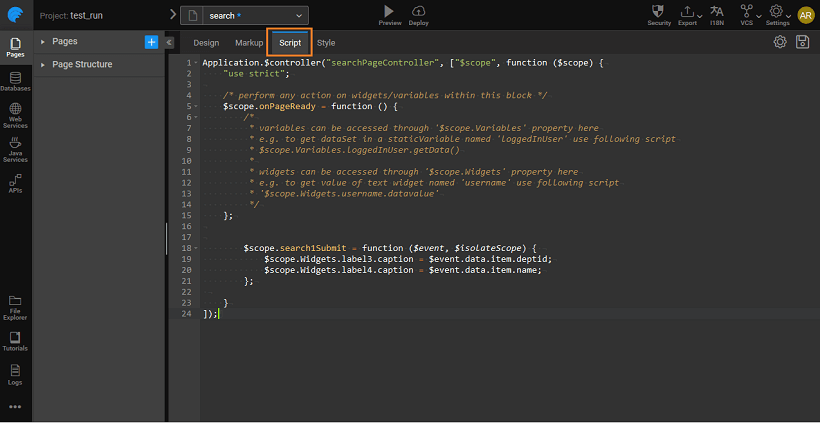 Project: test_run
search *
Preview
Deploy
Security
Export
I18N
VCS
Settings
AR
Pages
Databases
Web
Services
Java
Services
APIs
File
Explorer
Tutorials
Logs
Pages
Page Structure
Design
Markup
Script
Style
1 Application.$controller("searchPageController", ["$scope", function ($scope) {
2 "use strict";
3
4 /* perform any action on widgets/variables within this block */
5 $scope.onPageReady = function () {
6 /*
7 * variables can be accessed through '$scope.Variables' property here
8 * e.g. to get dataSet in a staticVariable named 'loggedInUser' use following script
9 * $scope.Variables.loggedInUser.getData()
10 *
11 * widgets can be accessed through '$scope.Widgets' property here
12 * e.g. to get value of text widget named 'username' use following script
13 * '$scope.Widgets.username.datavalue'
14 */
15 };
16
17
18 $scope.search1Submit = function ($event, $isolateScope) {
19 $scope.Widgets.label3.caption = $event.data.item.deptid;
20 $scope.Widgets.label4.caption = $event.data.item.name;
21 };
22
23 }
24 ]);